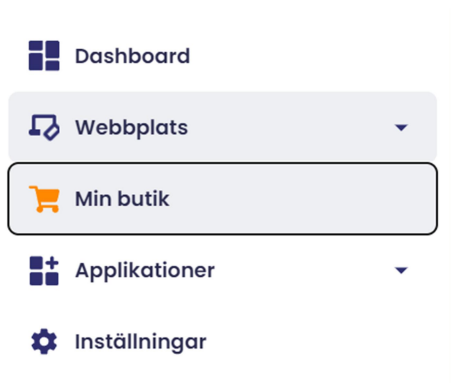 Dashboard
Webbplats
Min butik
Applikationer
Inställningar